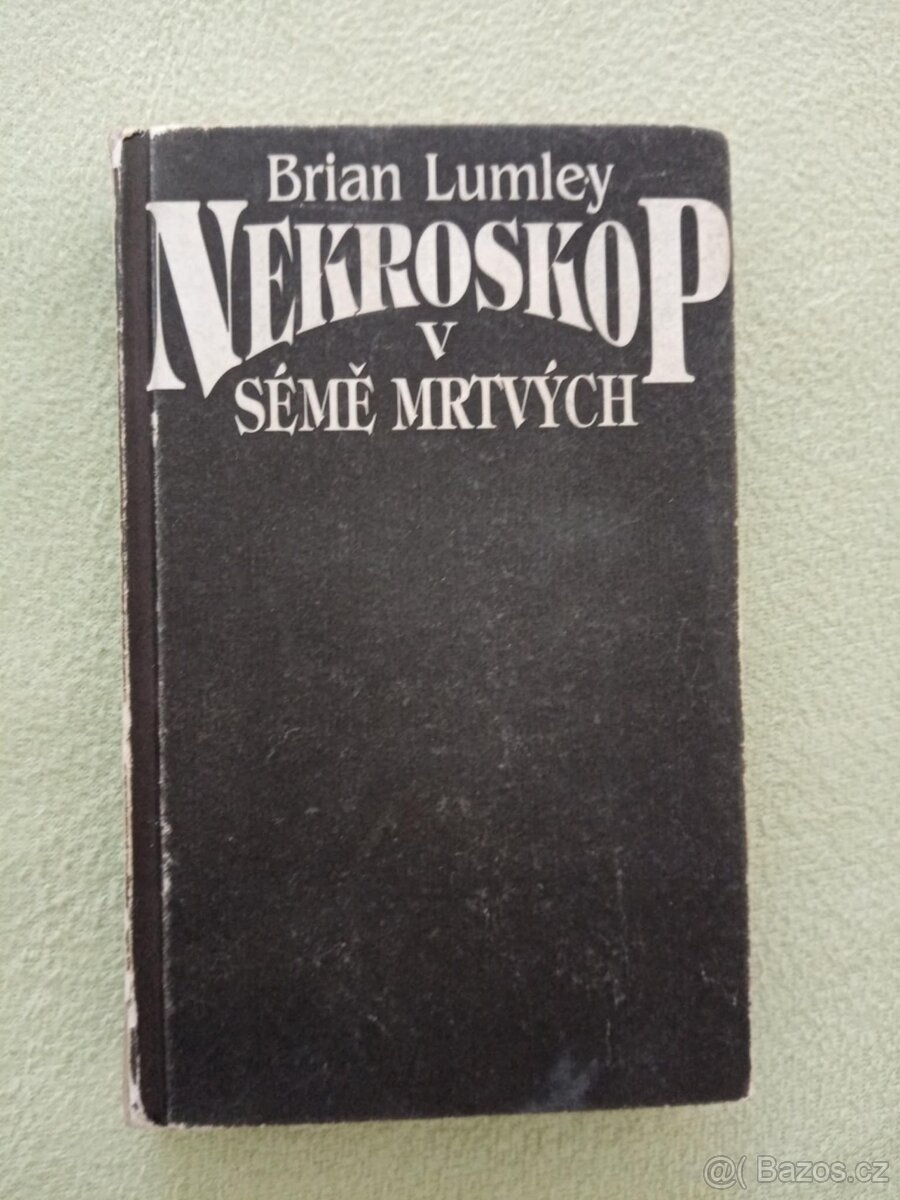 Brian Lumley
NEKROSKOP
V
SÉMĚ MRTVÝCH
@( Bazos.cz